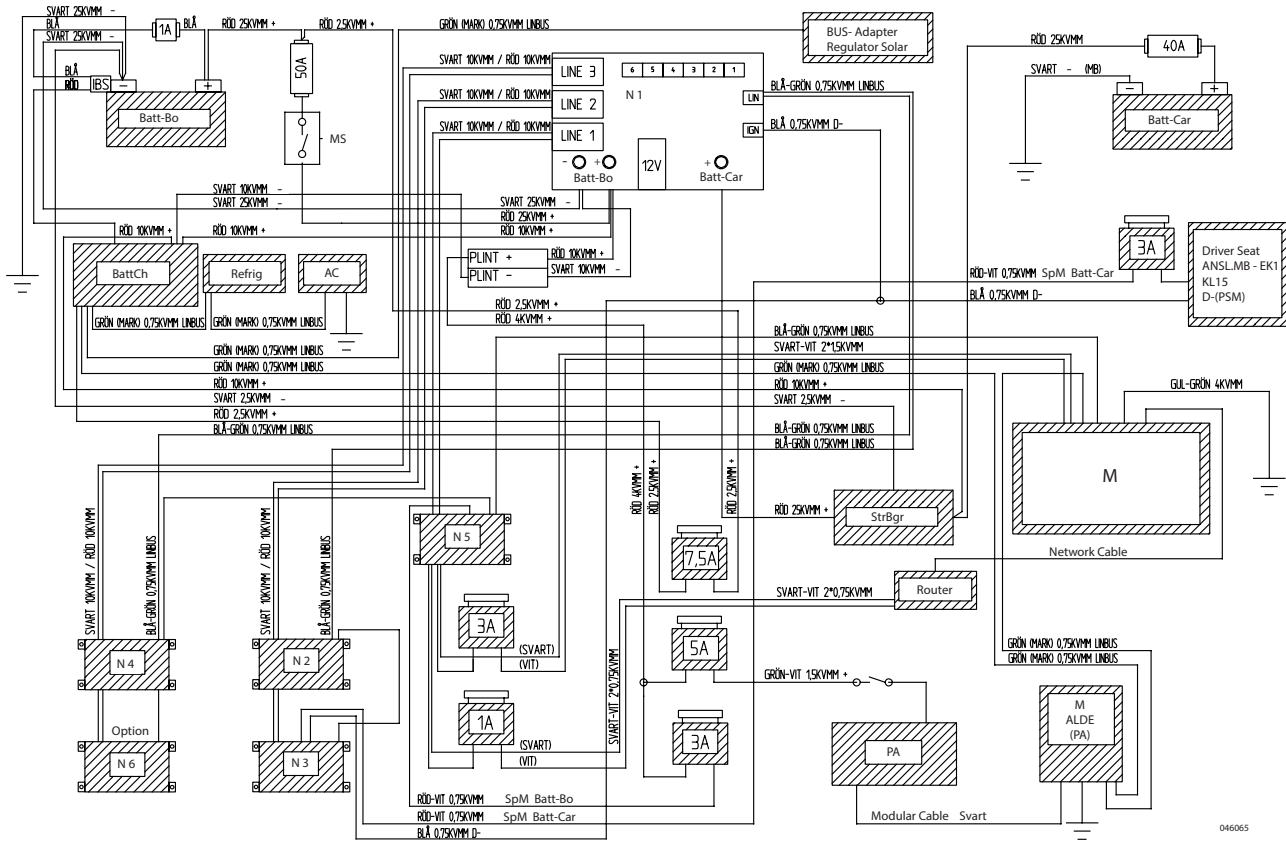 SVART 25KVMM -
BLÅ
1A
BLÅ
SVART 25KVMM -
BLÅ
RÖD
IBS
-
+
Batt-Bo
RÖD 25KVMM +
RÖD 2,5KVMM +
50A
MS
GRÖN (MARK) 0,75KVMM LINBUS
BUS- Adapter
Regulator Solar
SVART 10KVMM / RÖD 10KVMM
SVART 10KVMM / RÖD 10KVMM
SVART 10KVMM / RÖD 10KVMM
LINE 3
LINE 2
LINE 1
6 5 4 3 2 1
N 1
LIN
IGN
- +
Batt-Bo
12V
+
Batt-Car
BLÅ-GRÖN 0,75KVMM LINBUS
BLÅ 0,75KVMM D-
RÖD 25KVMM
40A
SVART - (MB)
-
+
Batt-Car
SVART 10KVMM -
SVART 25KVMM -
SVART 25KVMM -
RÖD 25KVMM +
RÖD 10KVMM +
RÖD 10KVMM +
RÖD 10KVMM +
BattCh
Refrig
AC
PLINT +
PLINT -
RÖD 10KVMM +
SVART 10KVMM -
3A
RÖD-VIT 0,75KVMM SpM Batt-Car
BLÅ 0,75KVMM D-
Driver Seat
ANSL.MB - EK1
KL15
D-(PSM)
GRÖN (MARK) 0,75KVMM LINBUS
GRÖN (MARK) 0,75KVMM LINBUS
RÖD 2,5KVMM +
RÖD 4KVMM +
GRÖN (MARK) 0,75KVMM LINBUS
GRÖN (MARK) 0,75KVMM LINBUS
RÖD 10KVMM +
SVART 2,5KVMM -
RÖD 2,5KVMM +
BLÅ-GRÖN 0,75KVMM LINBUS
BLÅ-GRÖN 0,75KVMM LINBUS
SVART-VIT 2*1,5KVMM
GRÖN (MARK) 0,75KVMM LINBUS
RÖD 10KVMM +
SVART 2,5KVMM -
BLÅ-GRÖN 0,75KVMM LINBUS
BLÅ-GRÖN 0,75KVMM LINBUS
GUL-GRÖN 4KVMM
M
SVART 10KVMM / RÖD 10KVMM
BLÅ-GRÖN 0,75KVMM LINBUS
SVART 10KVMM / RÖD 10KVMM
BLÅ-GRÖN 0,75KVMM LINBUS
RÖD 4KVMM +
RÖD 2,5KVMM +
RÖD 2,5KVMM +
RÖD 25KVMM +
StrBgr
N 5
7,5A
Network Cable
Router
SVART-VIT 2*0,75KVMM
3A
(SVART)
(VIT)
5A
N 4
N 2
SVART-VIT 2*0,75KVMM
GRÖN-VIT 1,5KVMM +
GRÖN (MARK) 0,75KVMM LINBUS
GRÖN (MARK) 0,75KVMM LINBUS
Option
1A
(SVART)
(VIT)
3A
N 6
N 3
PA
M
ALDE
(PA)
RÖD-VIT 0,75KVMM SpM Batt-Bo
RÖD-VIT 0,75KVMM SpM Batt-Car
BLÅ 0,75KVMM D-
Modular Cable Svart
046065